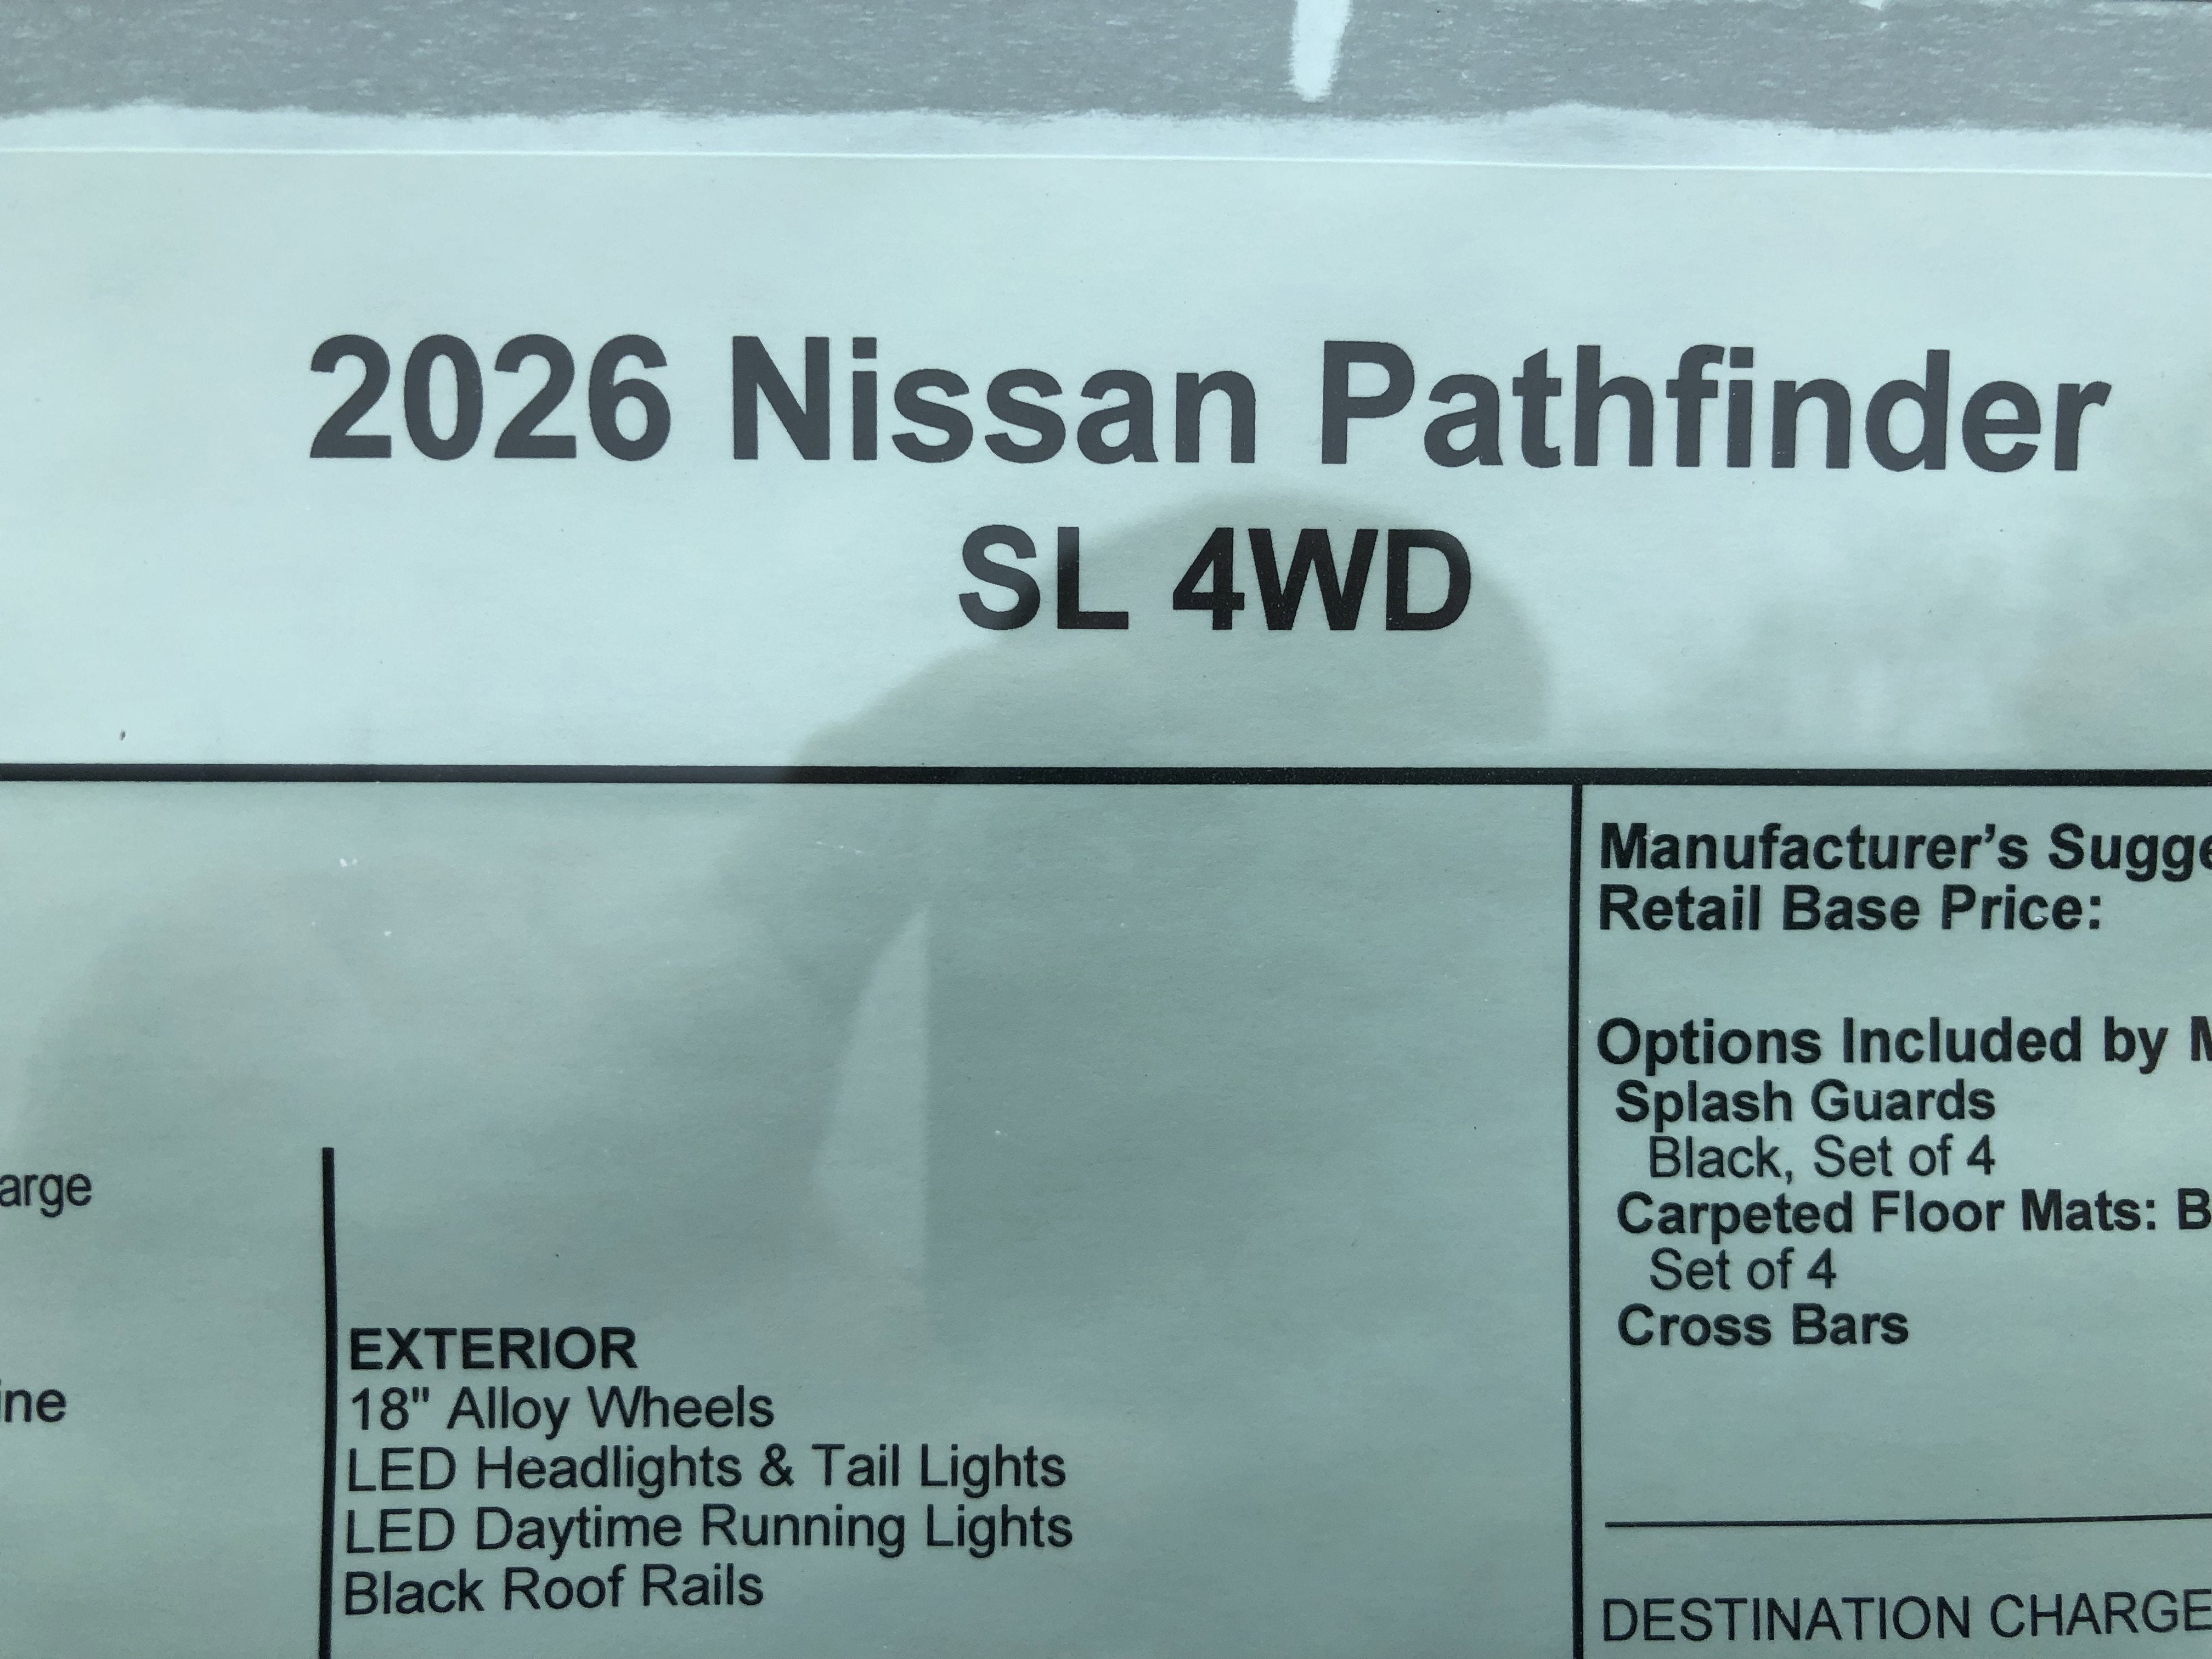 2026 Nissan Pathfinder
SL 4WD
arge
ine
EXTERIOR
18" Alloy Wheels
LED Headlights & Tail Lights
LED Daytime Running Lights
Black Roof Rails
Manufacturer’s Sugge
Retail Base Price:
Options Included by M
Splash Guards
Black, Set of 4
Carpeted Floor Mats: B
Set of 4
Cross Bars
DESTINATION CHARGE